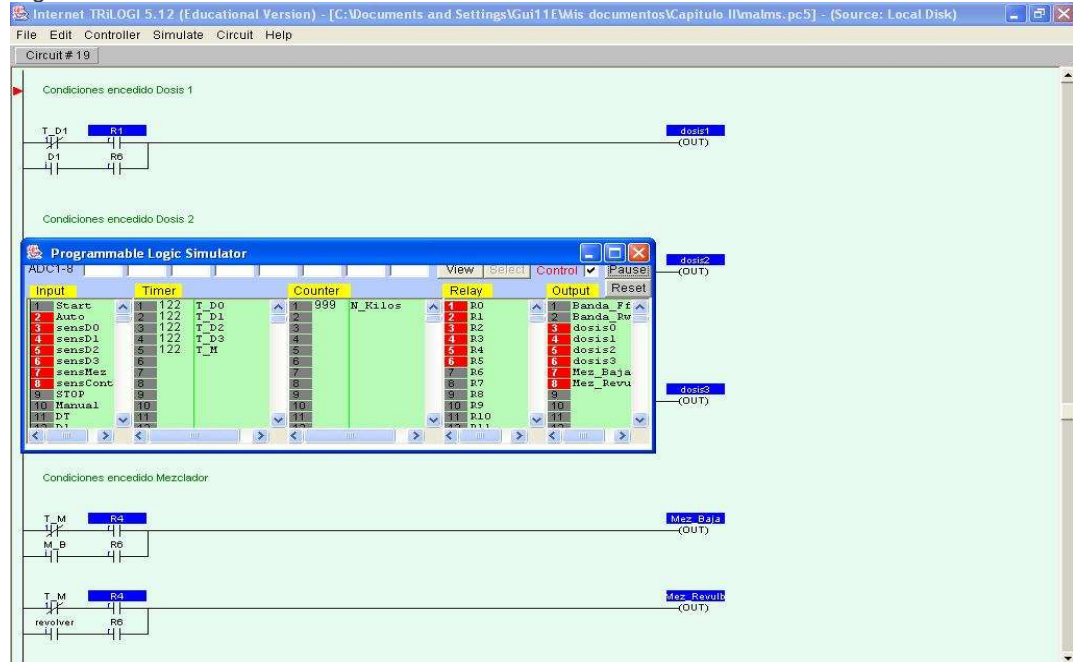 Internet TRiLOGI 5.12 (Educational Version) - [C:\Documents and Settings\Gui11E\Mis documentos\Capitulo II\malms.pc5] - (Source: Local Disk)
File Edit Controller Simulate Circuit Help
Circuit # 19
Condiciones encedido Dosis 1
T_D1 R1 dosis1
(OUT)
D1 R6
Condiciones encedido Dosis 2
dosis2
(OUT)
Programmable Logic Simulator
ADC1-8 View Select Control Pause
Input Timer Counter Relay Output Reset
1 Start 1 122 T_D0 1 999 N_Kilos 1 R0 1 Banda_Ff
2 Auto 2 122 T_D1 2 2 R1 2 Banda_Rw
3 sensD0 3 122 T_D2 3 3 R2 3 dosis0
4 sensD1 4 122 T_D3 4 4 R3 4 dosis1
5 sensD2 5 122 T_M 5 5 R4 5 dosis2
6 sensD3 6 6 6 R5 6 dosis3
7 sensMez 7 7 7 R6 7 Mez_Baja
8 sensCont 8 8 8 R7 8 Mez_Revu
9 STOP 9 9 9 R8 9
10 Manual 10 10 10 R9 10
11 DT 11 11 11 R10 11
12 D1 12 12 12 R11 12
dosis3
(OUT)
Condiciones encedido Mezclador
T_M R4 Mez_Baja
(OUT)
M_B R6
T_M R4 Mez_Revulb
(OUT)
revolver R6